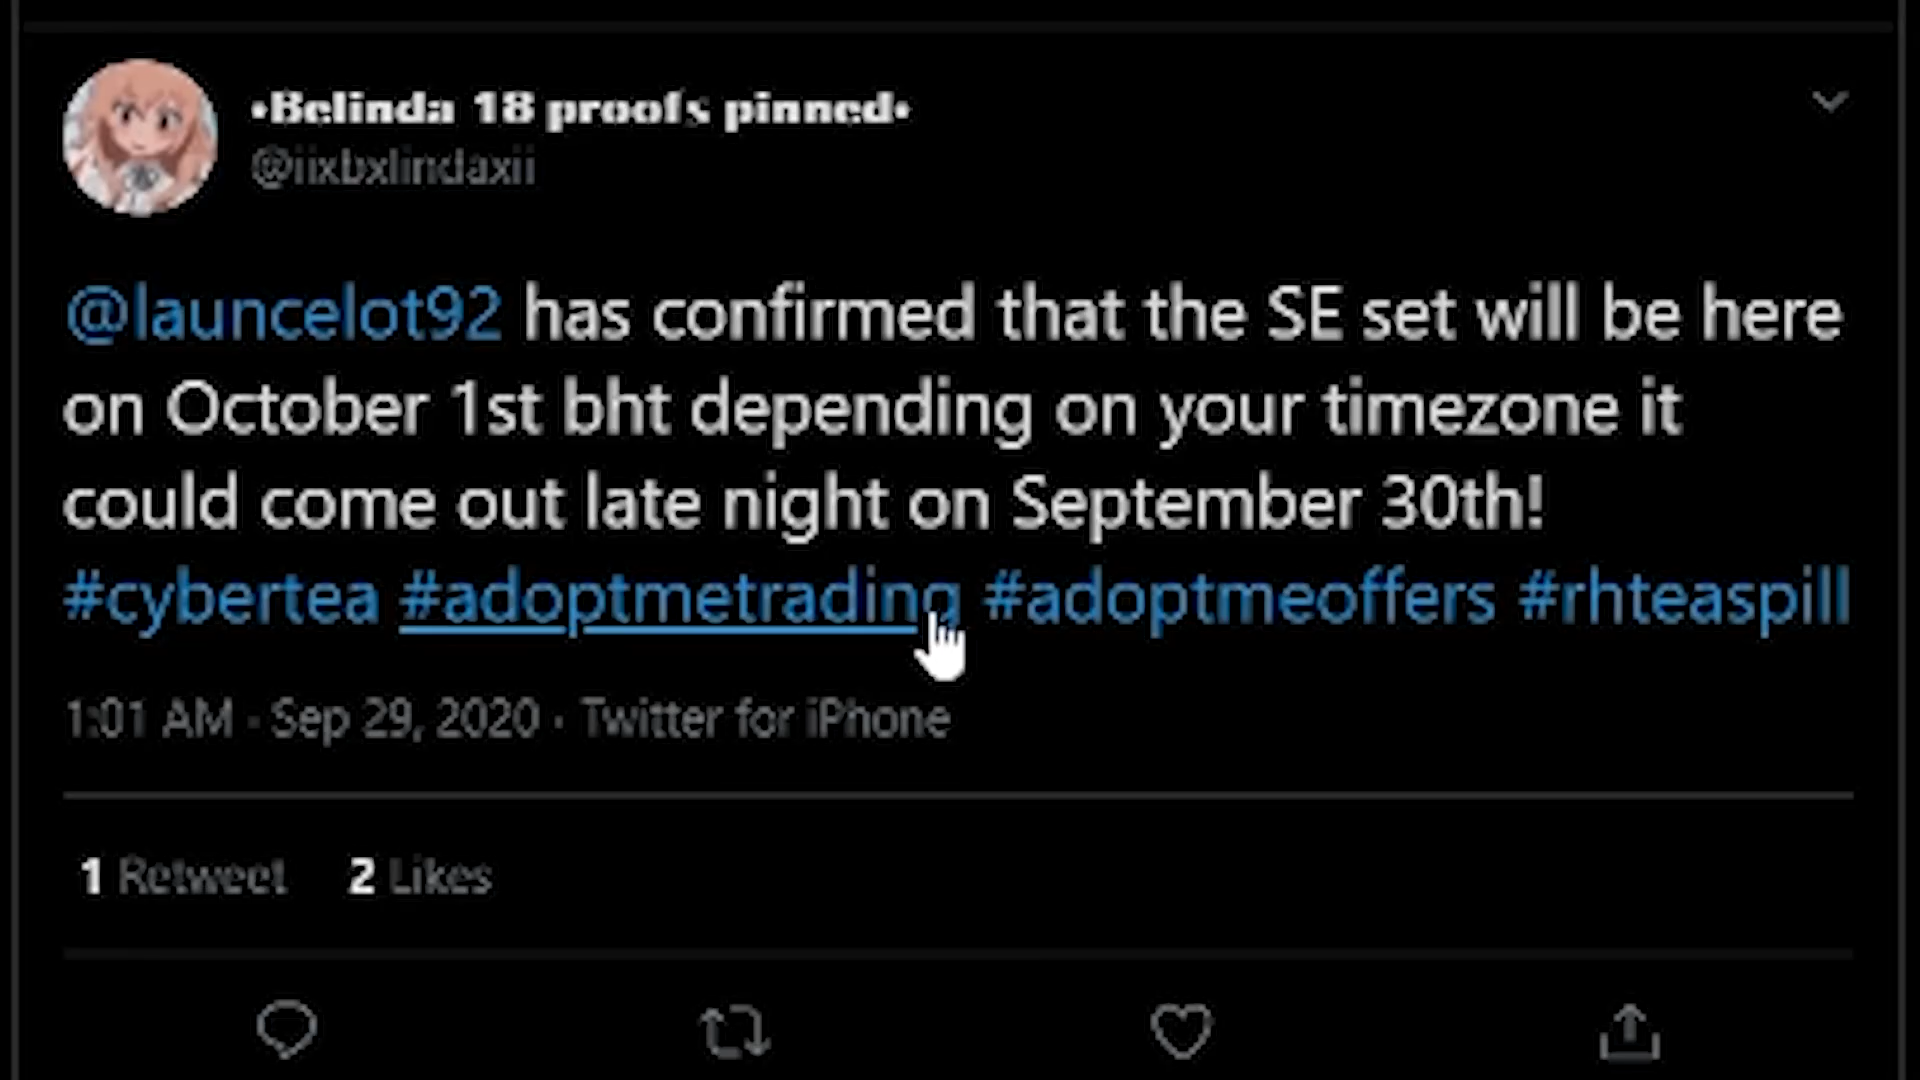 •Belinda 18 proofs pinned•
@iixbxlindaxii
@launcelot92 has confirmed that the SE set will be here
on October 1st bht depending on your timezone it
could come out late night on September 30th!
#cybertea #adoptmetrading #adoptmeoffers #rhteaspill
1:01 AM · Sep 29, 2020 · Twitter for iPhone
1 Retweet 2 Likes